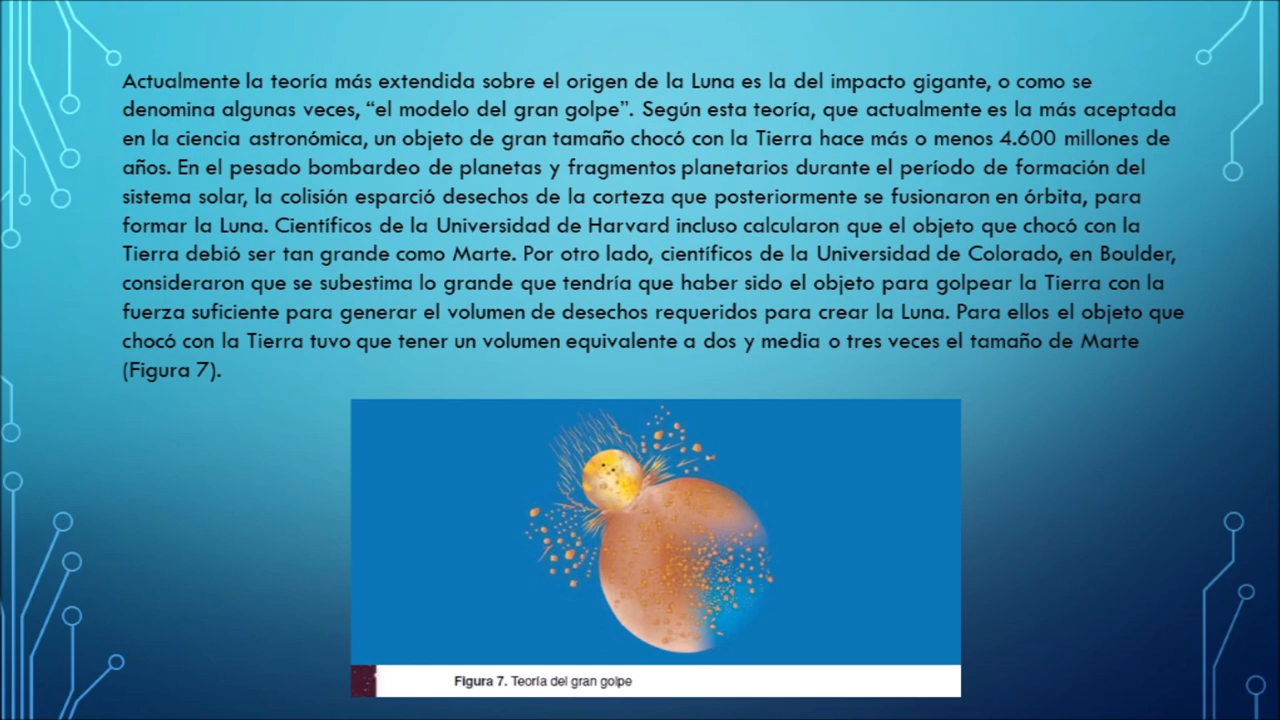 Actualmente la teoría más extendida sobre el origen de la Luna es la del impacto gigante, o como se
denomina algunas veces, “el modelo del gran golpe”. Según esta teoría, que actualmente es la más aceptada
en la ciencia astronómica, un objeto de gran tamaño chocó con la Tierra hace más o menos 4.600 millones de
años. En el pesado bombardeo de planetas y fragmentos planetarios durante el período de formación del
sistema solar, la colisión esparció desechos de la corteza que posteriormente se fusionaron en órbita, para
formar la Luna. Científicos de la Universidad de Harvard incluso calcularon que el objeto que chocó con la
Tierra debió ser tan grande como Marte. Por otro lado, científicos de la Universidad de Colorado, en Boulder,
consideraron que se subestima lo grande que tendría que haber sido el objeto para golpear la Tierra con la
fuerza suficiente para generar el volumen de desechos requeridos para crear la Luna. Para ellos el objeto que
chocó con la Tierra tuvo que tener un volumen equivalente a dos y media o tres veces el tamaño de Marte
(Figura 7).
Figura 7. Teoría del gran golpe